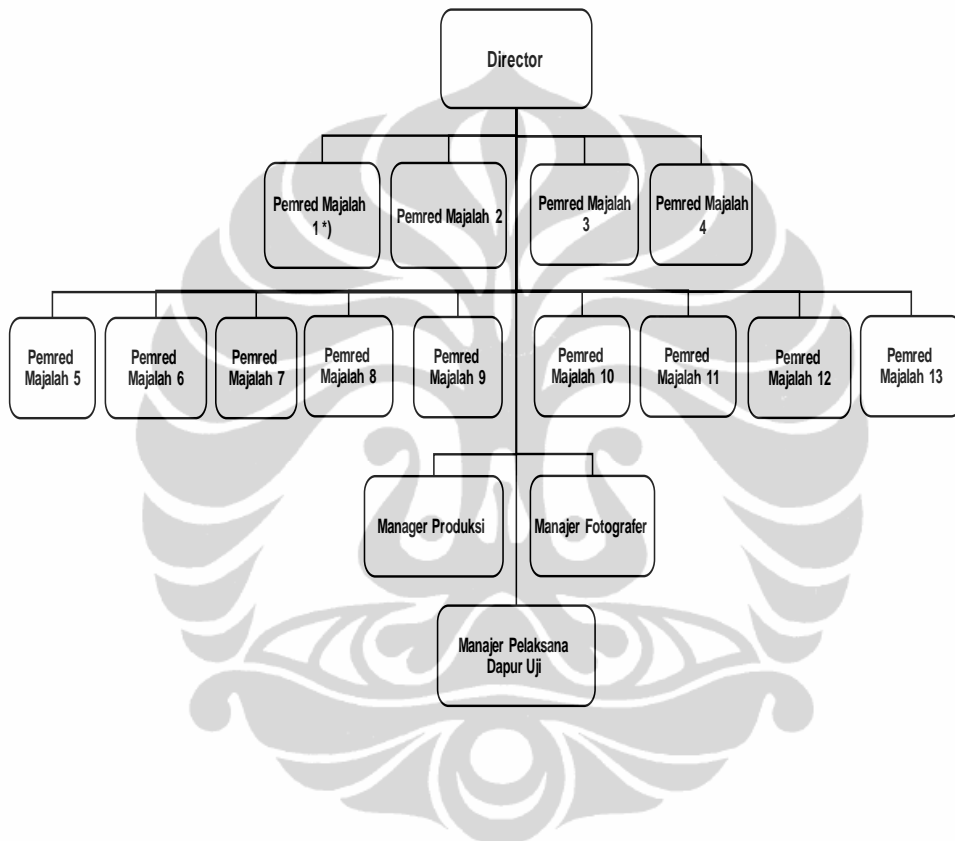 Director
Pemred Majalah
1 *)
Pemred Majalah 2
Pemred Majalah
3
Pemred Majalah
4
Pemred
Majalah 5
Pemred
Majalah 6
Pemred
Majalah 7
Pemred
Majalah 8
Pemred
Majalah 9
Pemred
Majalah 10
Pemred
Majalah 11
Pemred
Majalah 12
Pemred
Majalah 13
Manager Produksi
Manajer Fotografer
Manajer Pelaksana
Dapur Uji